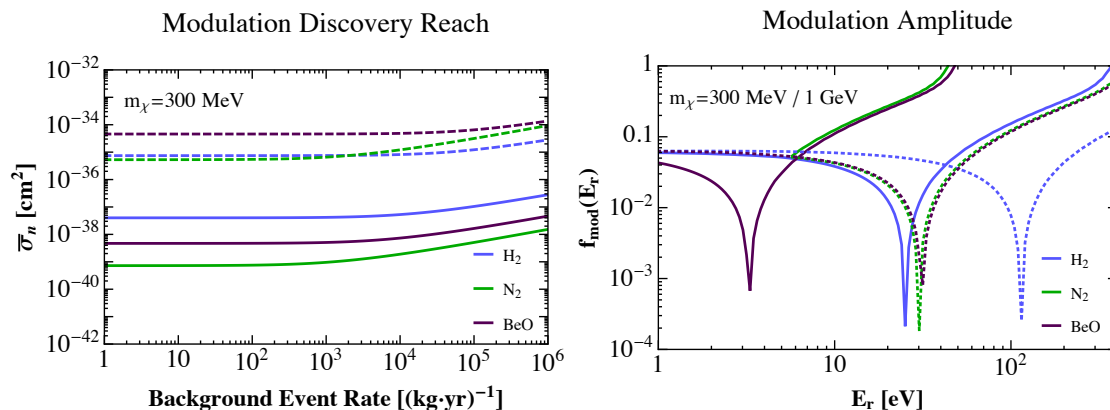 Modulation Discovery Reach
10⁻³²
10⁻³⁴
10⁻³⁶
10⁻³⁸
10⁻⁴⁰
10⁻⁴²
σ̅ₙ [cm²]
mχ=300 MeV
H₂
N₂
BeO
1 10 10² 10³ 10⁴ 10⁵ 10⁶
Background Event Rate [(kg·yr)⁻¹]
Modulation Amplitude
1
0.1
10⁻²
10⁻³
10⁻⁴
f_mod(E_r)
mχ=300 MeV / 1 GeV
H₂
N₂
BeO
1 10 10²
E_r [eV]